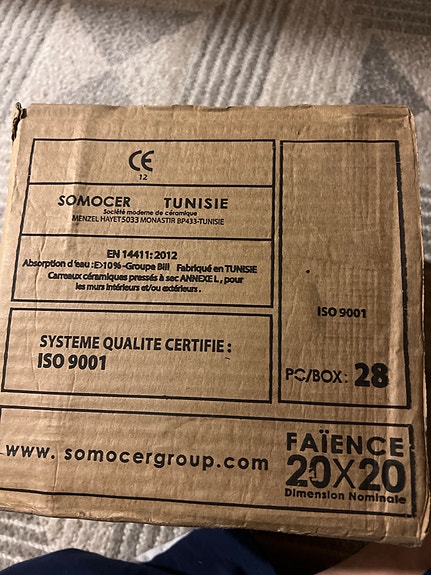 CE
12
SOMOCER TUNISIE
Société moderne de céramique
MENZEL HAYET 5033 MONASTIR BP433-TUNISIE
EN 14411: 2012
Absorption d'eau : E>10% -Groupe BIII Fabriqué en TUNISIE
Carreaux céramiques pressés à sec ANNEXE L, pour
les murs intérieurs et/ou extérieurs.
SYSTEME QUALITE CERTIFIE :
ISO 9001
ISO 9001
PC/BOX: 28
www. somocergroup.com
FAÏENCE
20X20
Dimension Nominale